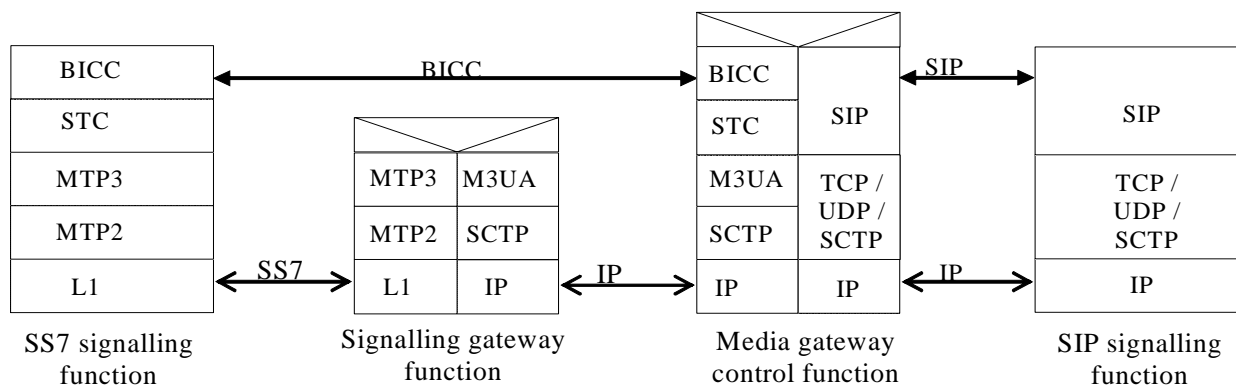 BICC
STC
MTP3
MTP2
L1
SS7 signalling
function
BICC
SS7
MTP3
M3UA
MTP2
SCTP
L1
IP
Signalling gateway
function
IP
BICC
STC
M3UA
SCTP
IP
SIP
TCP /
UDP /
SCTP
IP
Media gateway
control function
SIP
IP
SIP
TCP /
UDP /
SCTP
IP
SIP signalling
function